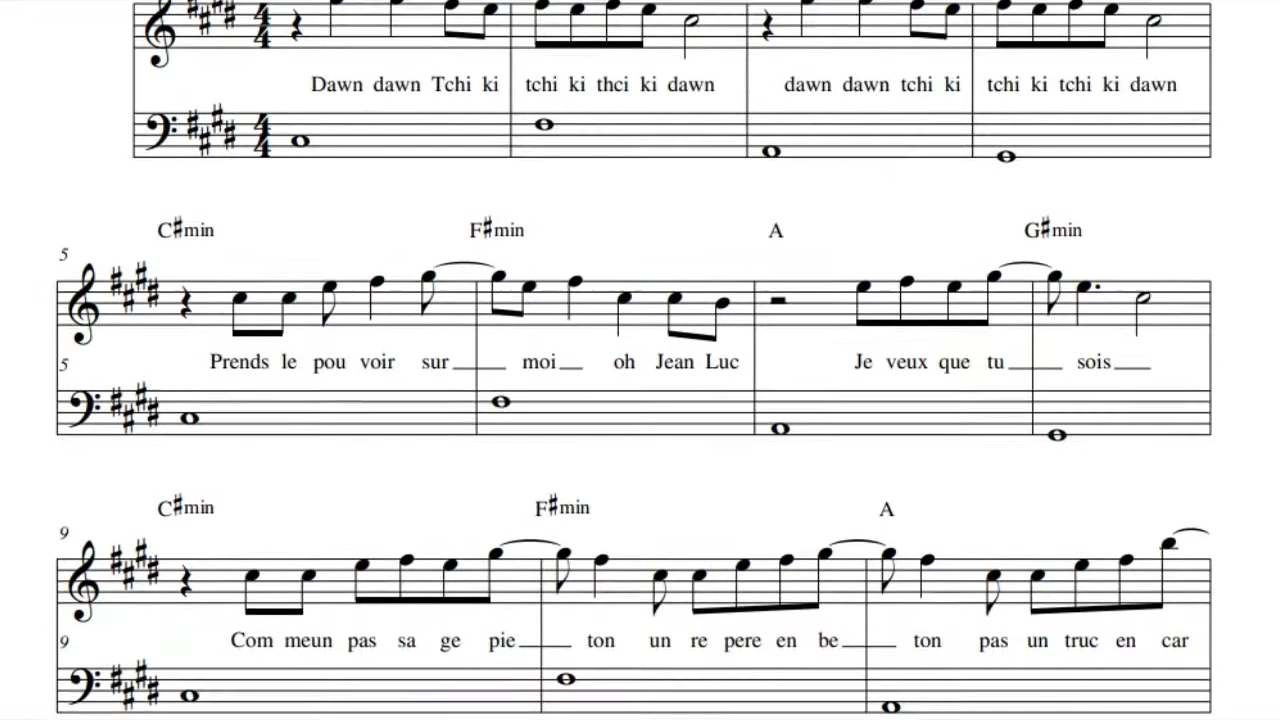 4 4
Dawn dawn Tchi ki tchi ki thci ki dawn dawn dawn tchi ki tchi ki tchi ki dawn
4 4
C#min F#min A G#min
5
5 Prends le pou voir sur moi oh Jean Luc Je veux que tu sois
C#min F#min A
9
9 Com meun pas sa ge pie ton un re pere en be ton pas un truc en car